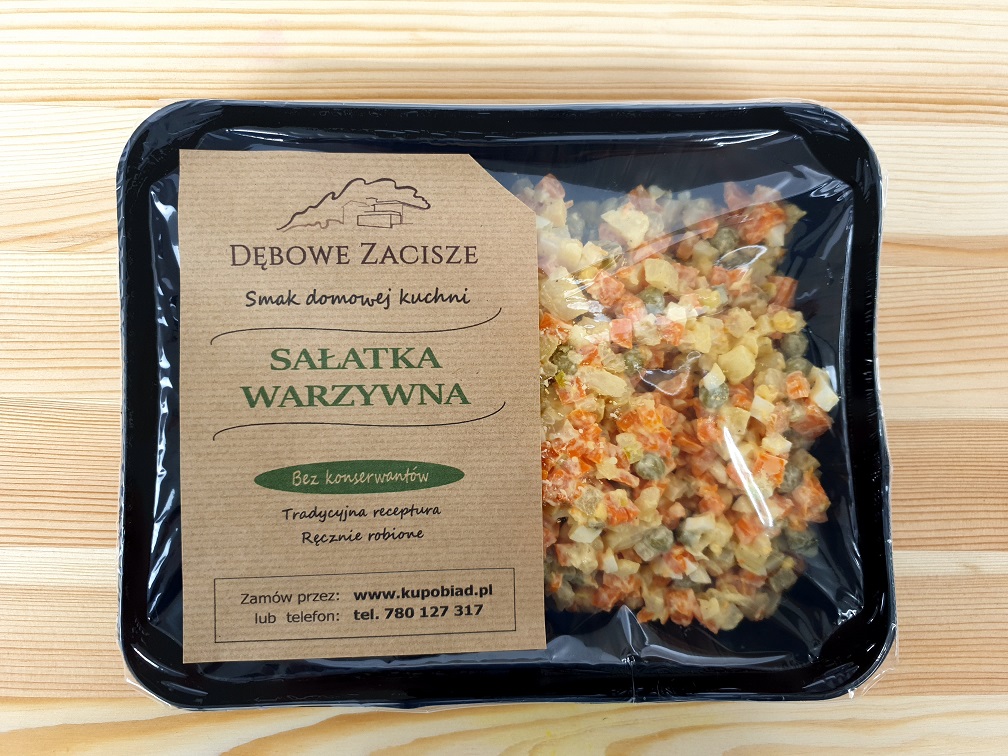 DĘBOWE ZACISZE
Smak domowej kuchni
SAŁATKA
WARZYWNA
Bez konserwantów
Tradycyjna receptura
Ręcznie robione
Zamów przez: www.kupobiad.pl
lub telefon: tel. 780 127 317